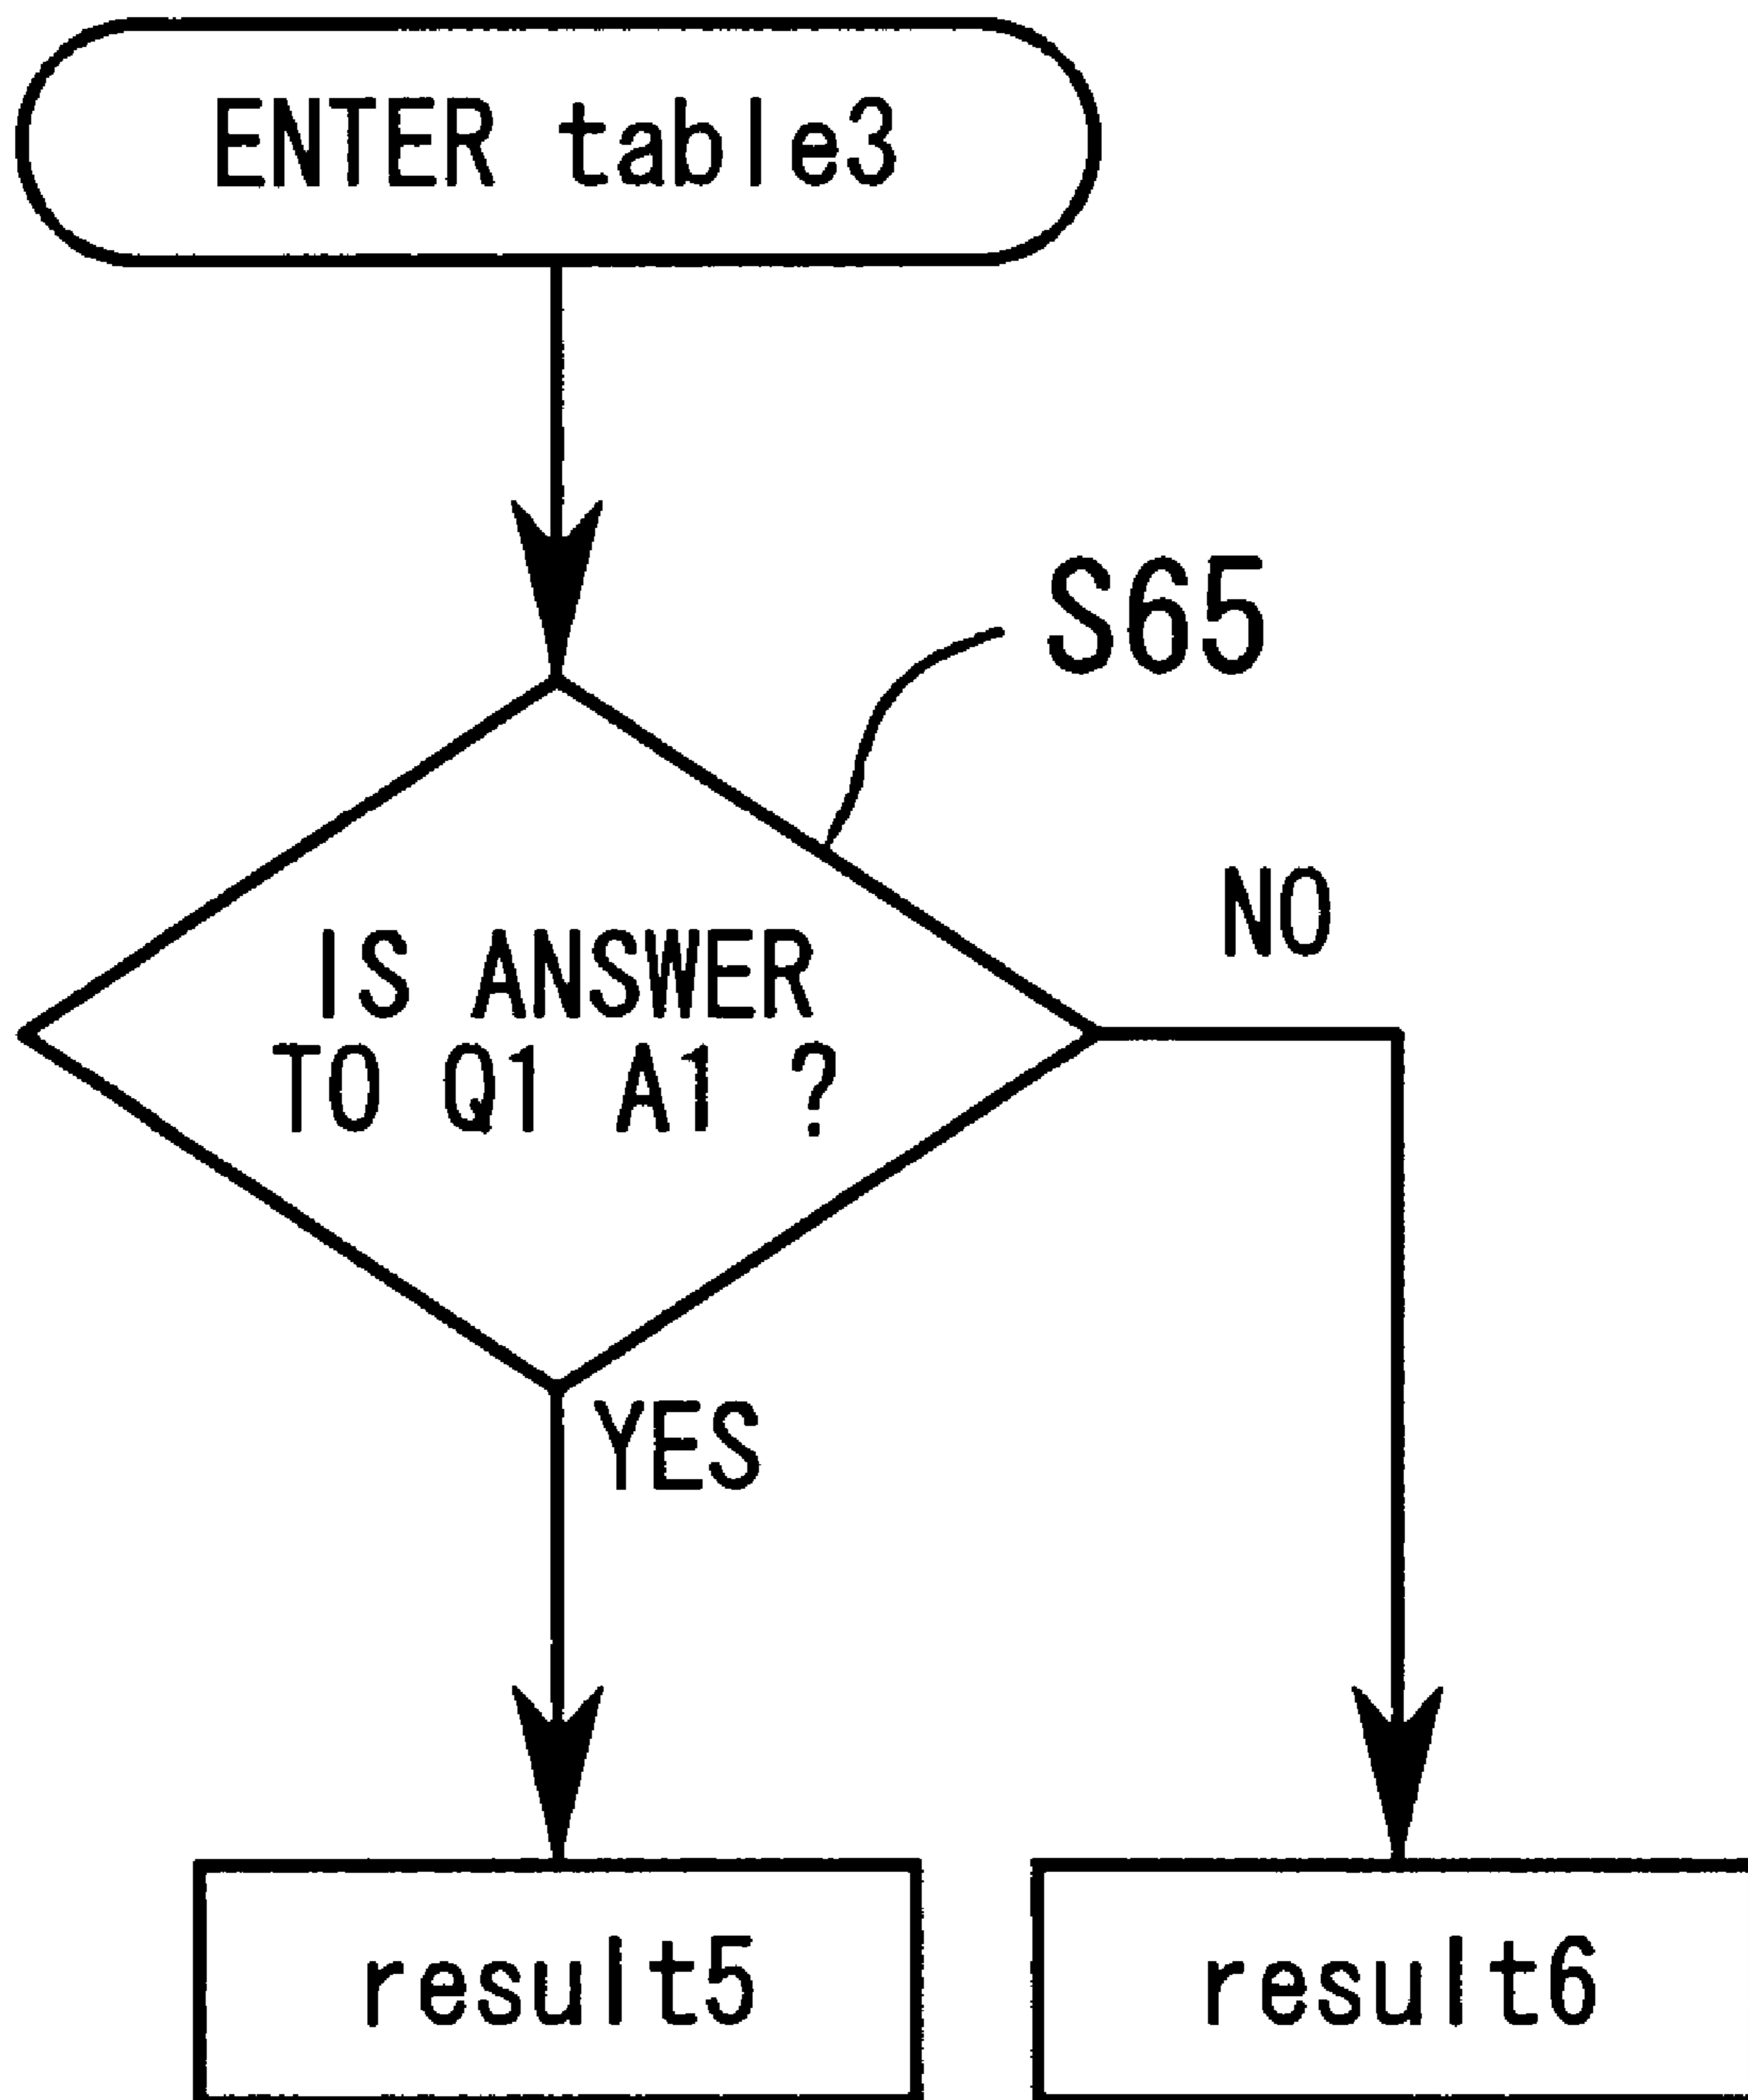 ENTER table3
S65
IS ANSWER
TO Q1 A1 ?
NO
YES
result5
result6